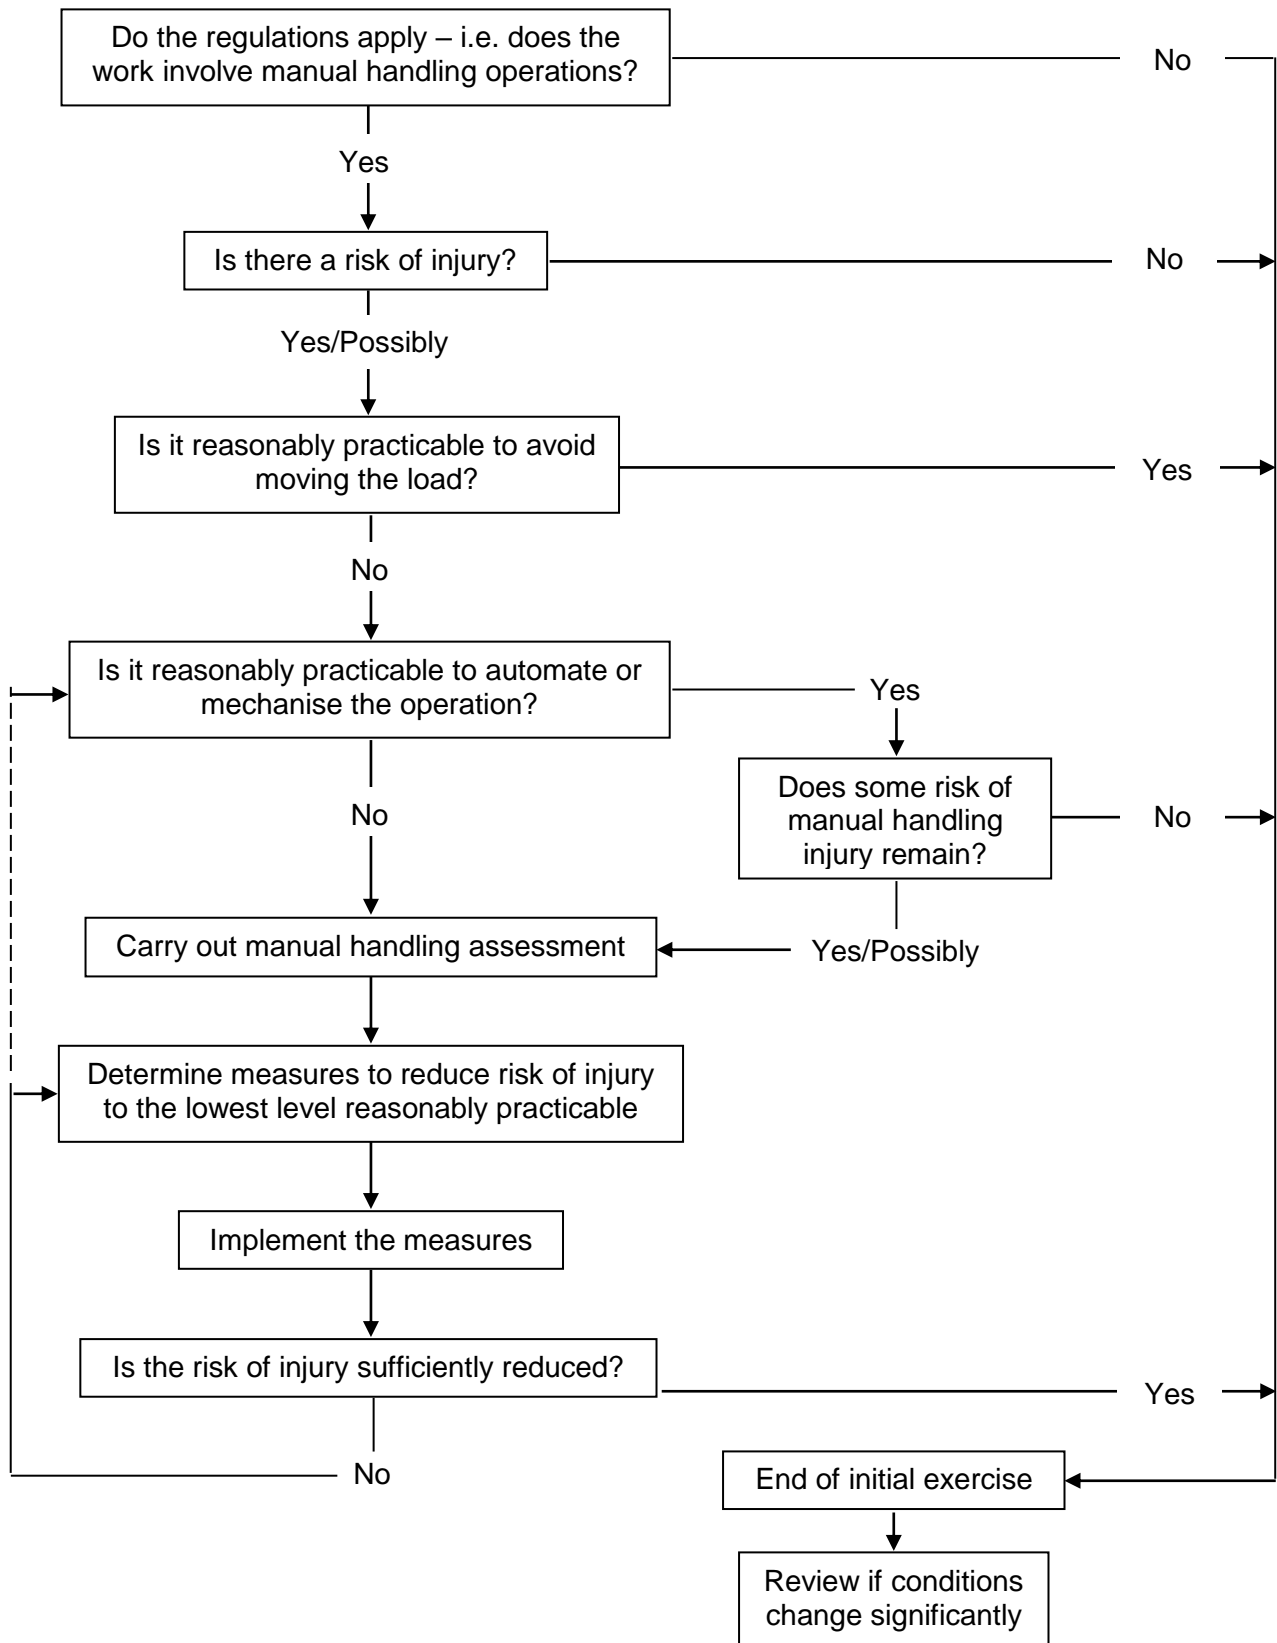 Do the regulations apply – i.e. does the
work involve manual handling operations?
No
Yes
Is there a risk of injury?
No
Yes/Possibly
Is it reasonably practicable to avoid
moving the load?
Yes
No
Is it reasonably practicable to automate or
mechanise the operation?
Yes
Does some risk of
manual handling
injury remain?
No
No
Carry out manual handling assessment
Yes/Possibly
Determine measures to reduce risk of injury
to the lowest level reasonably practicable
Implement the measures
Is the risk of injury sufficiently reduced?
Yes
No
End of initial exercise
Review if conditions
change significantly